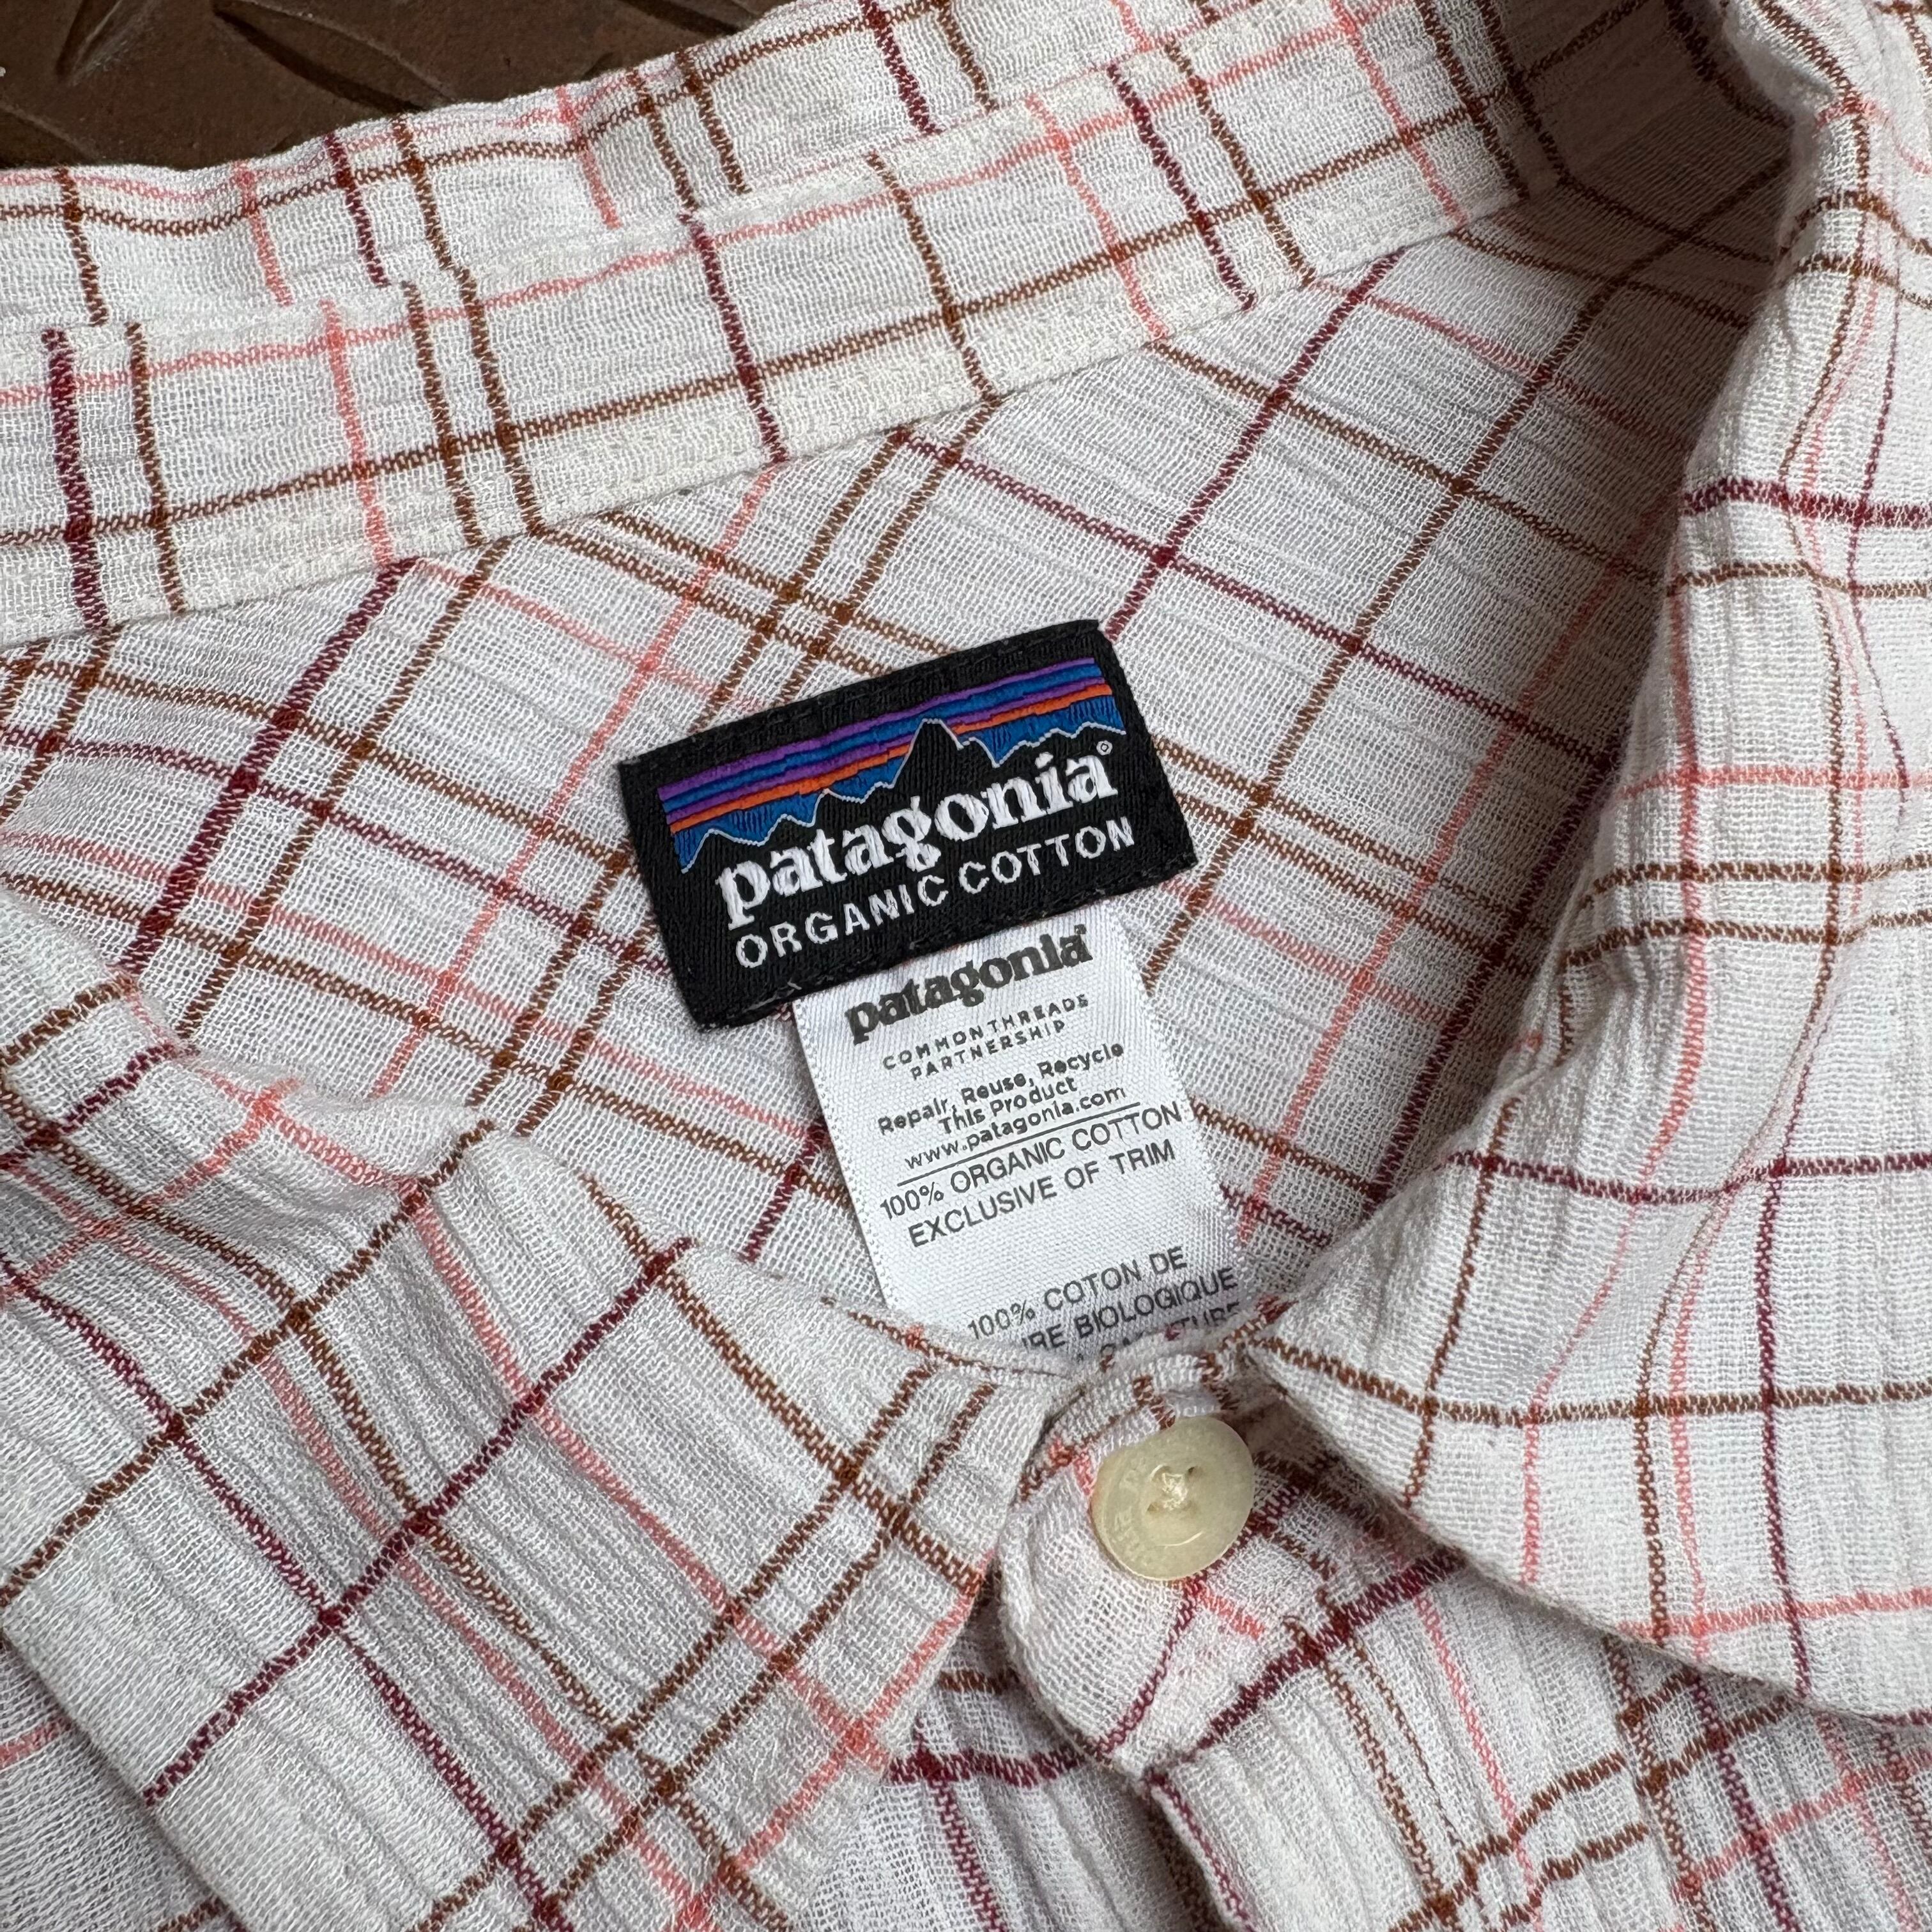 patagonia®
ORGANIC COTTON
patagonia®
COMMON THREADS
PARTNERSHIP
Repair, Reuse, Recycle
This Product
www.patagonia.com
100% ORGANIC COTTON
EXCLUSIVE OF TRIM
100% COTON DE
BIOLOGIQUE